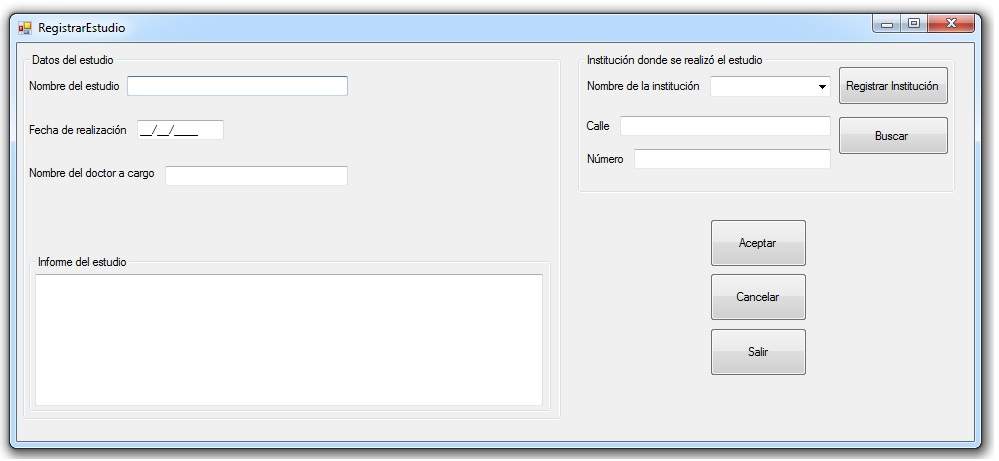 RegistrarEstudio
Datos del estudio
Nombre del estudio
Fecha de realización __/__/____
Nombre del doctor a cargo
Informe del estudio
Institución donde se realizó el estudio
Nombre de la institución
Registrar Institución
Calle
Buscar
Número
Aceptar
Cancelar
Salir